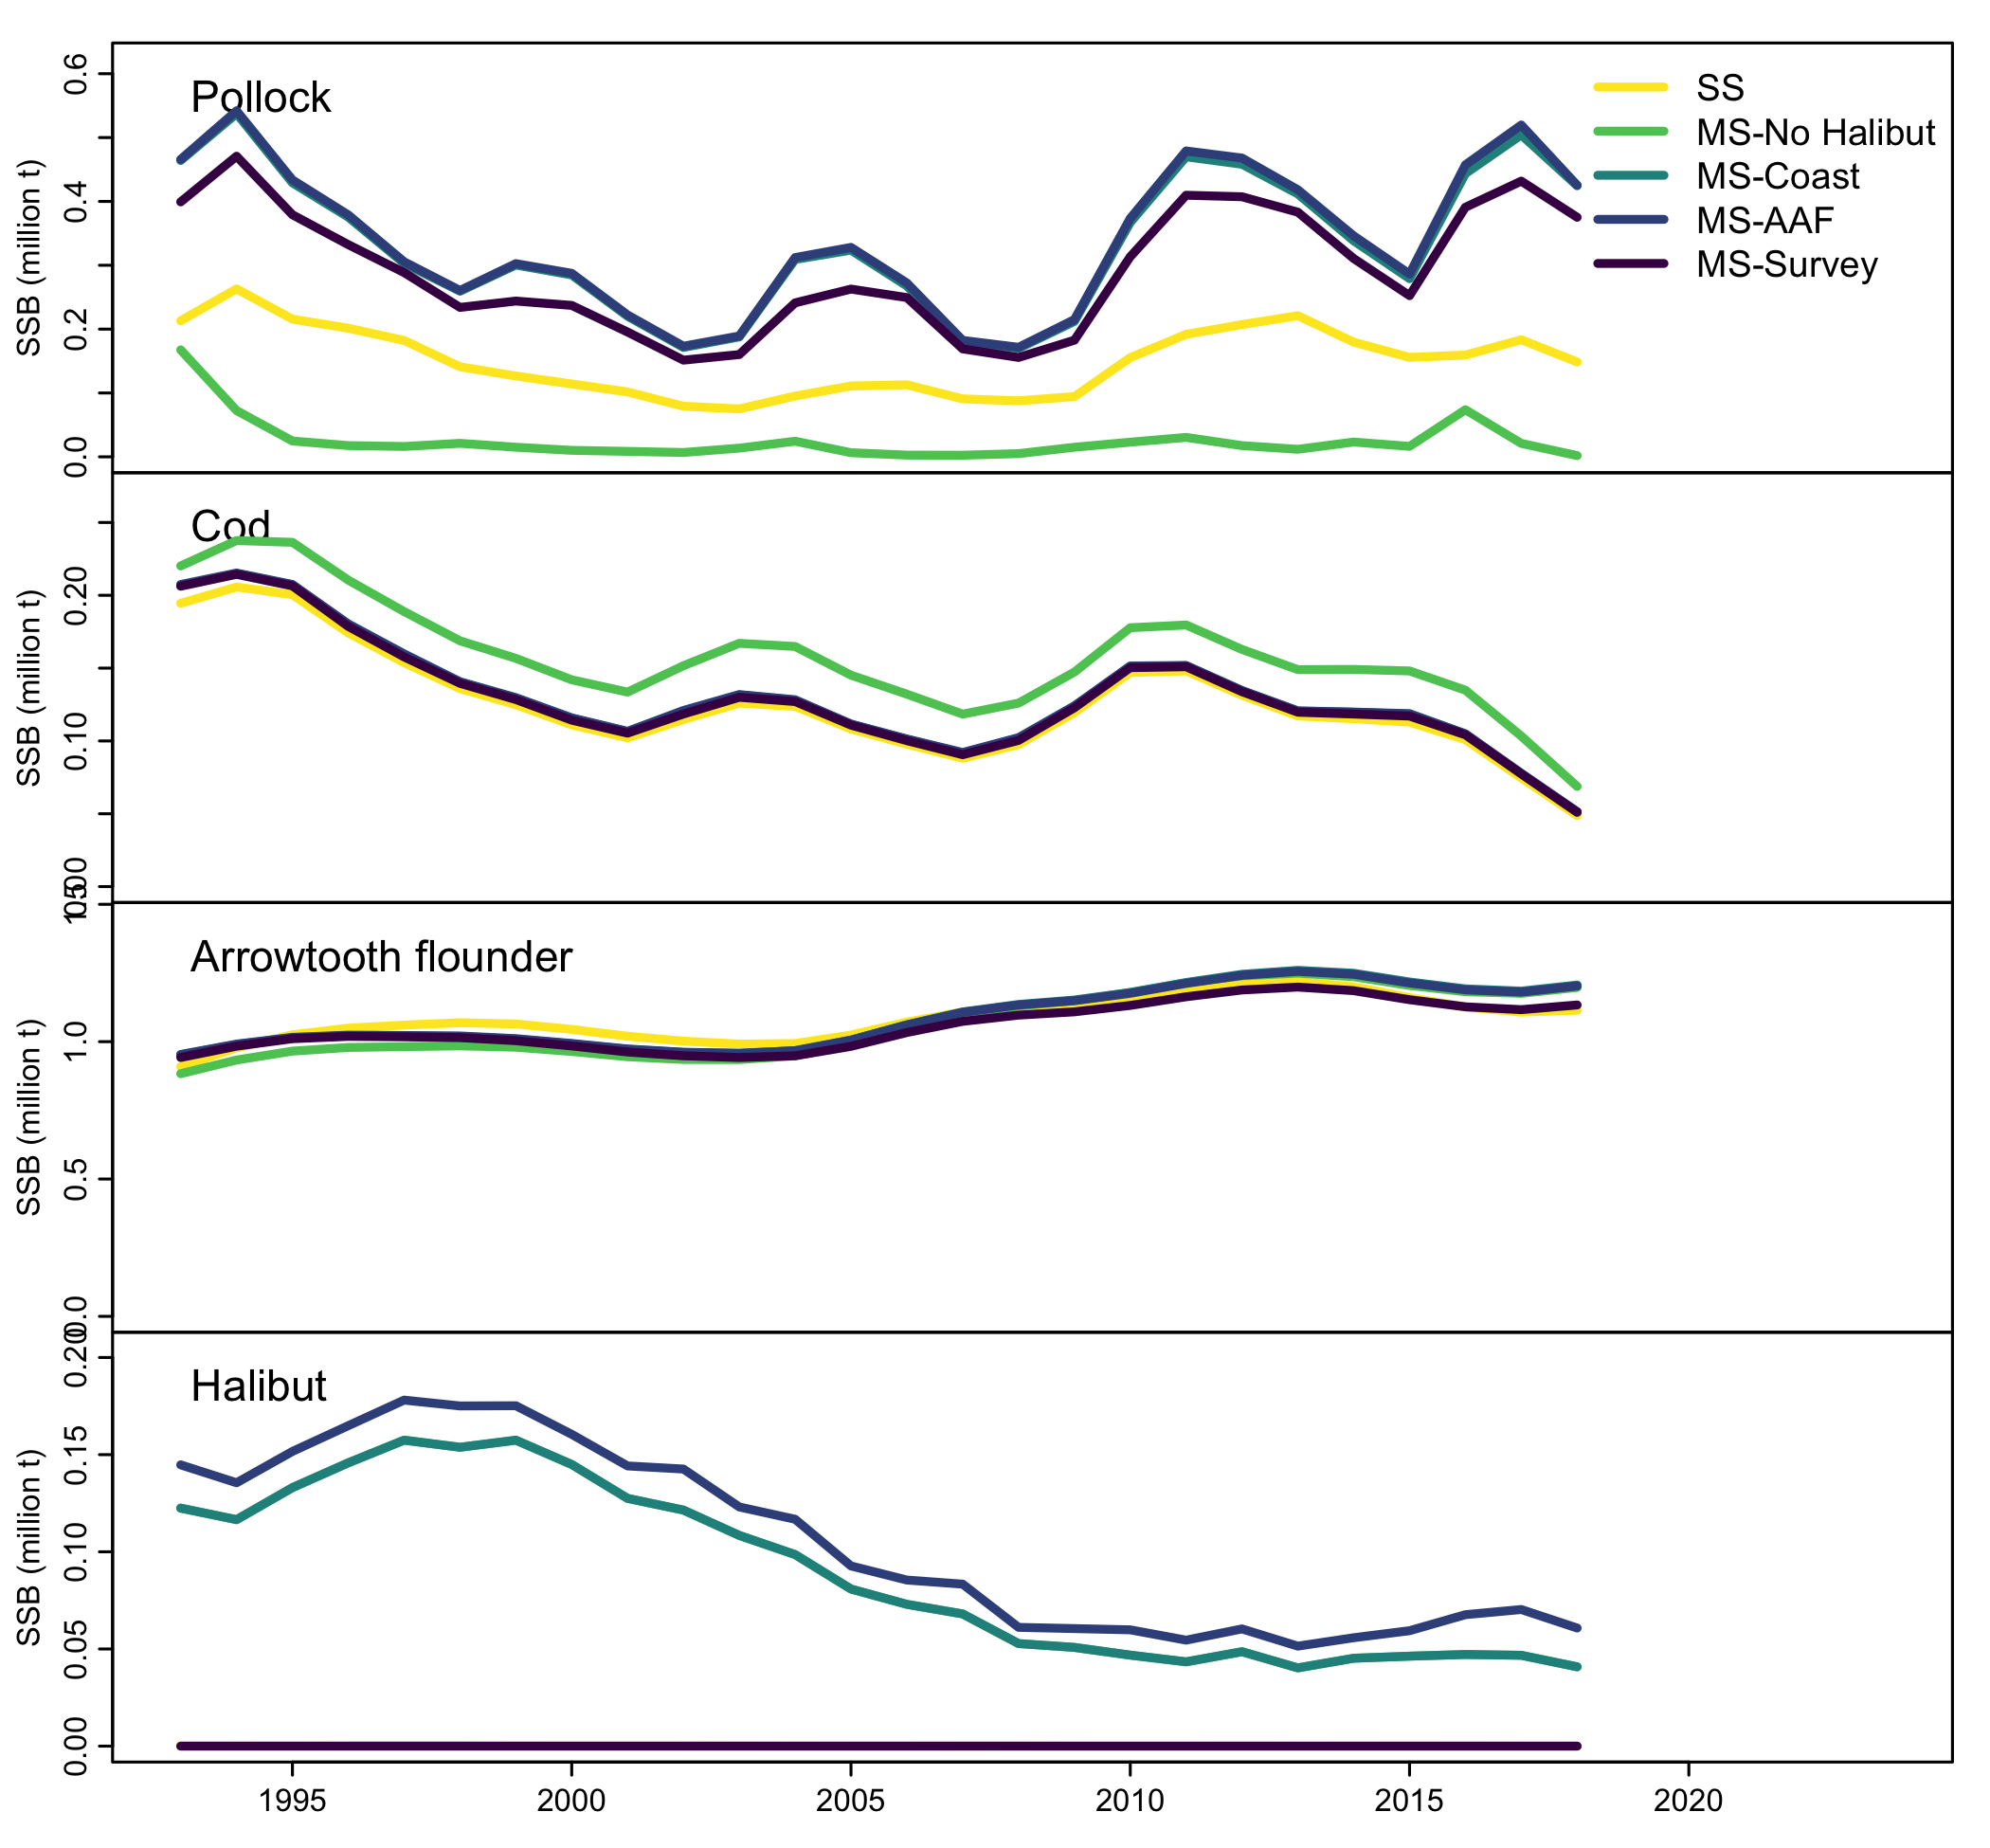 Pollock
SS
MS-No Halibut
MS-Coast
MS-AAF
MS-Survey
SSB (million t)
0.6
0.4
0.2
0.0
Cod
SSB (million t)
0.20
0.10
0.00
Arrowtooth flounder
SSB (million t)
1.5
1.0
0.5
0.0
Halibut
SSB (million t)
0.20
0.15
0.10
0.05
0.00
1995 2000 2005 2010 2015 2020